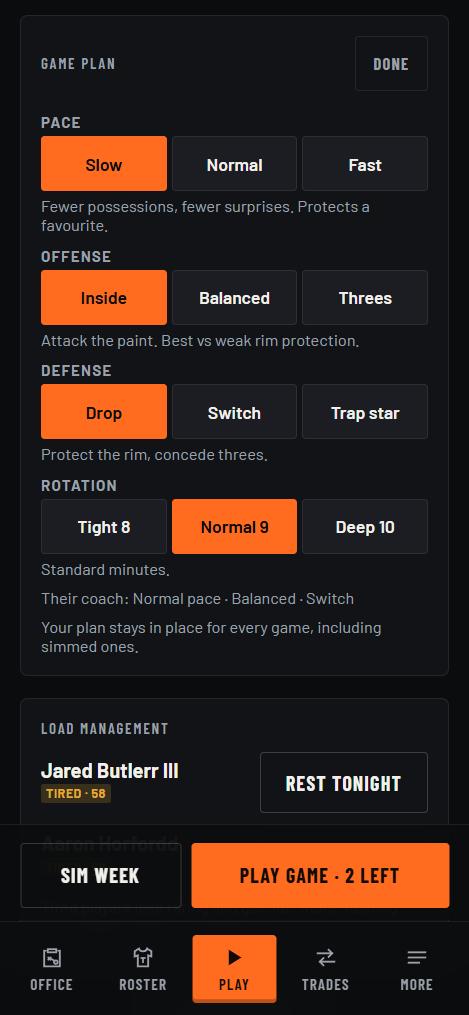 GAME PLAN
DONE
PACE
Slow
Normal
Fast
Fewer possessions, fewer surprises. Protects a
favourite.
OFFENSE
Inside
Balanced
Threes
Attack the paint. Best vs weak rim protection.
DEFENSE
Drop
Switch
Trap star
Protect the rim, concede threes.
ROTATION
Tight 8
Normal 9
Deep 10
Standard minutes.
Their coach: Normal pace · Balanced · Switch
Your plan stays in place for every game, including
simmed ones.
LOAD MANAGEMENT
Jared Butlerr III
REST TONIGHT
TIRED · 58
Aaron Horfordd
SIM WEEK
PLAY GAME · 2 LEFT
OFFICE
ROSTER
PLAY
TRADES
MORE